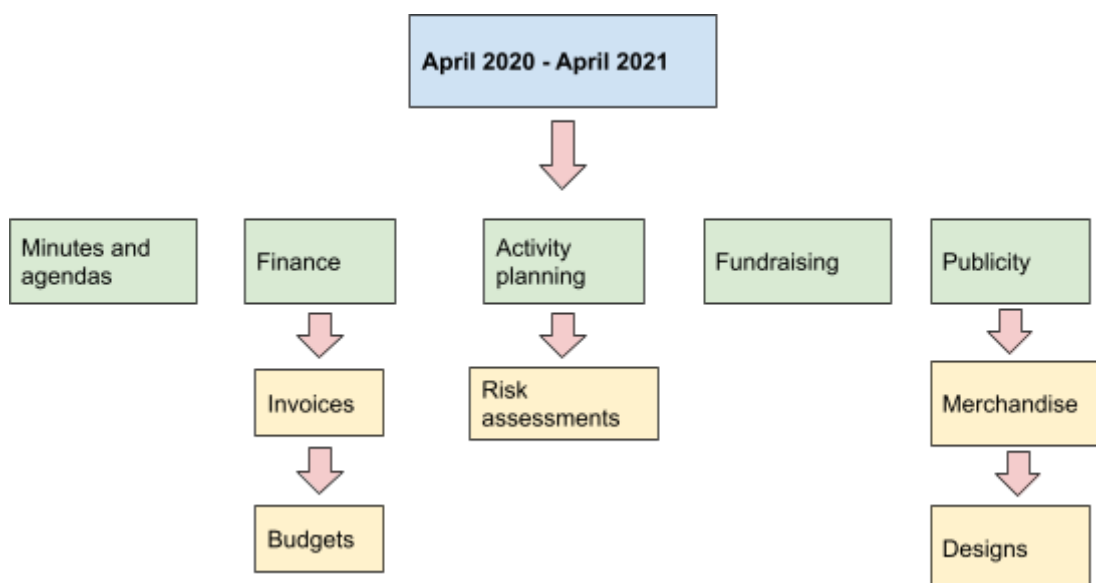 April 2020 - April 2021
Minutes and
agendas
Finance
Activity
planning
Fundraising
Publicity
Invoices
Risk
assessments
Merchandise
Budgets
Designs